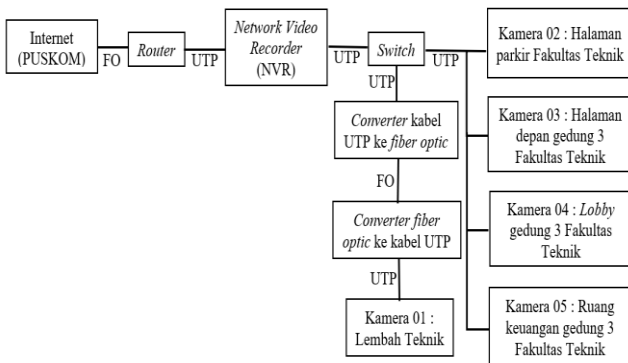 Internet
(PUSKOM)
FO
Router
UTP
Network Video
Recorder
(NVR)
UTP
Switch
UTP
UTP
Converter kabel
UTP ke fiber optic
FO
Converter fiber
optic ke kabel UTP
UTP
Kamera 01 :
Lembah Teknik
Kamera 02 : Halaman
parkir Fakultas Teknik
Kamera 03 : Halaman
depan gedung 3
Fakultas Teknik
Kamera 04 : Lobby
gedung 3 Fakultas
Teknik
Kamera 05 : Ruang
keuangan gedung 3
Fakultas Teknik